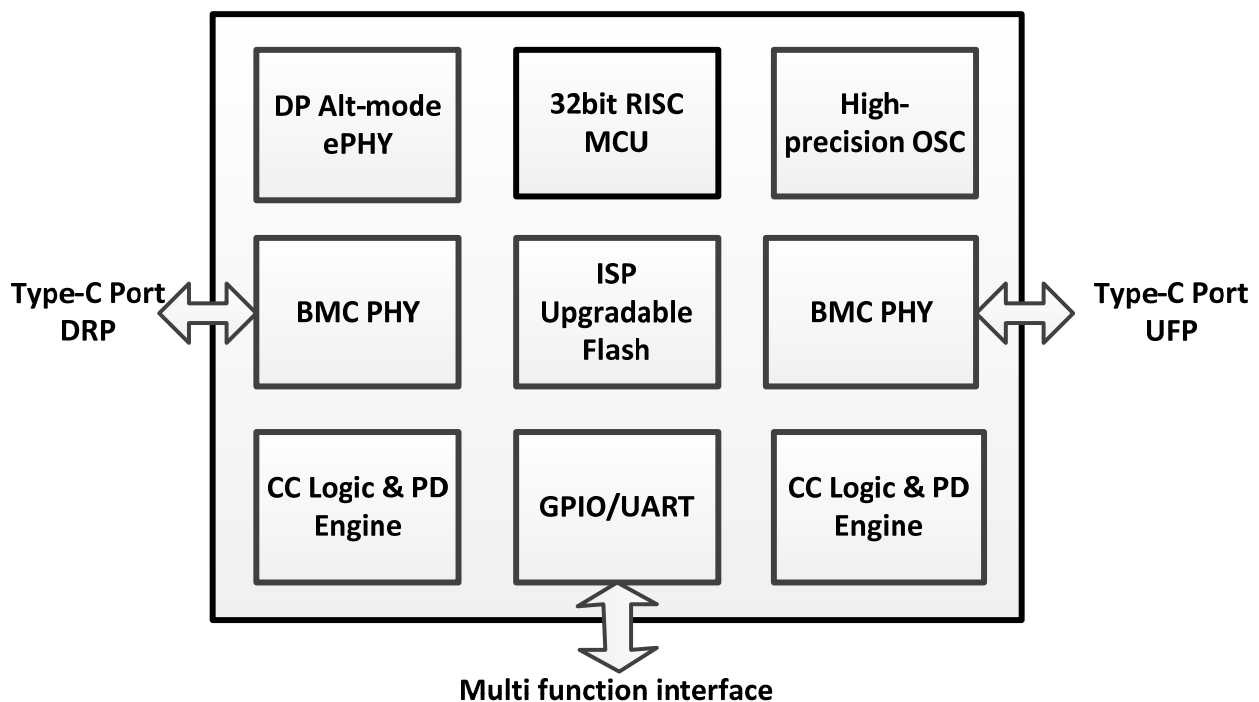 DP Alt-mode
ePHY
32bit RISC
MCU
High-
precision OSC
Type-C Port
DRP
BMC PHY
ISP
Upgradable
Flash
BMC PHY
Type-C Port
UFP
CC Logic & PD
Engine
GPIO/UART
CC Logic & PD
Engine
Multi function interface